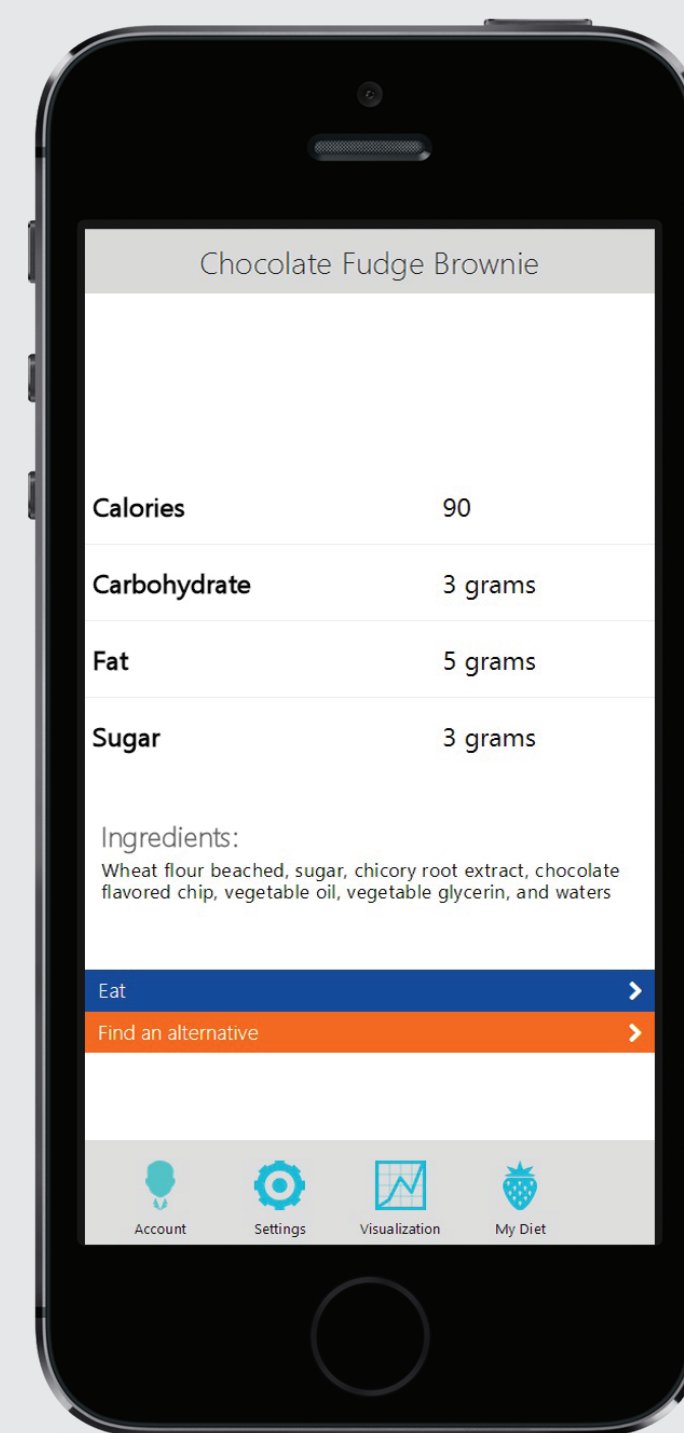 Chocolate Fudge Brownie
Calories 90
Carbohydrate 3 grams
Fat 5 grams
Sugar 3 grams
Ingredients:
Wheat flour beached, sugar, chicory root extract, chocolate
flavored chip, vegetable oil, vegetable glycerin, and waters
Eat
Find an alternative
Account Settings Visualization My Diet